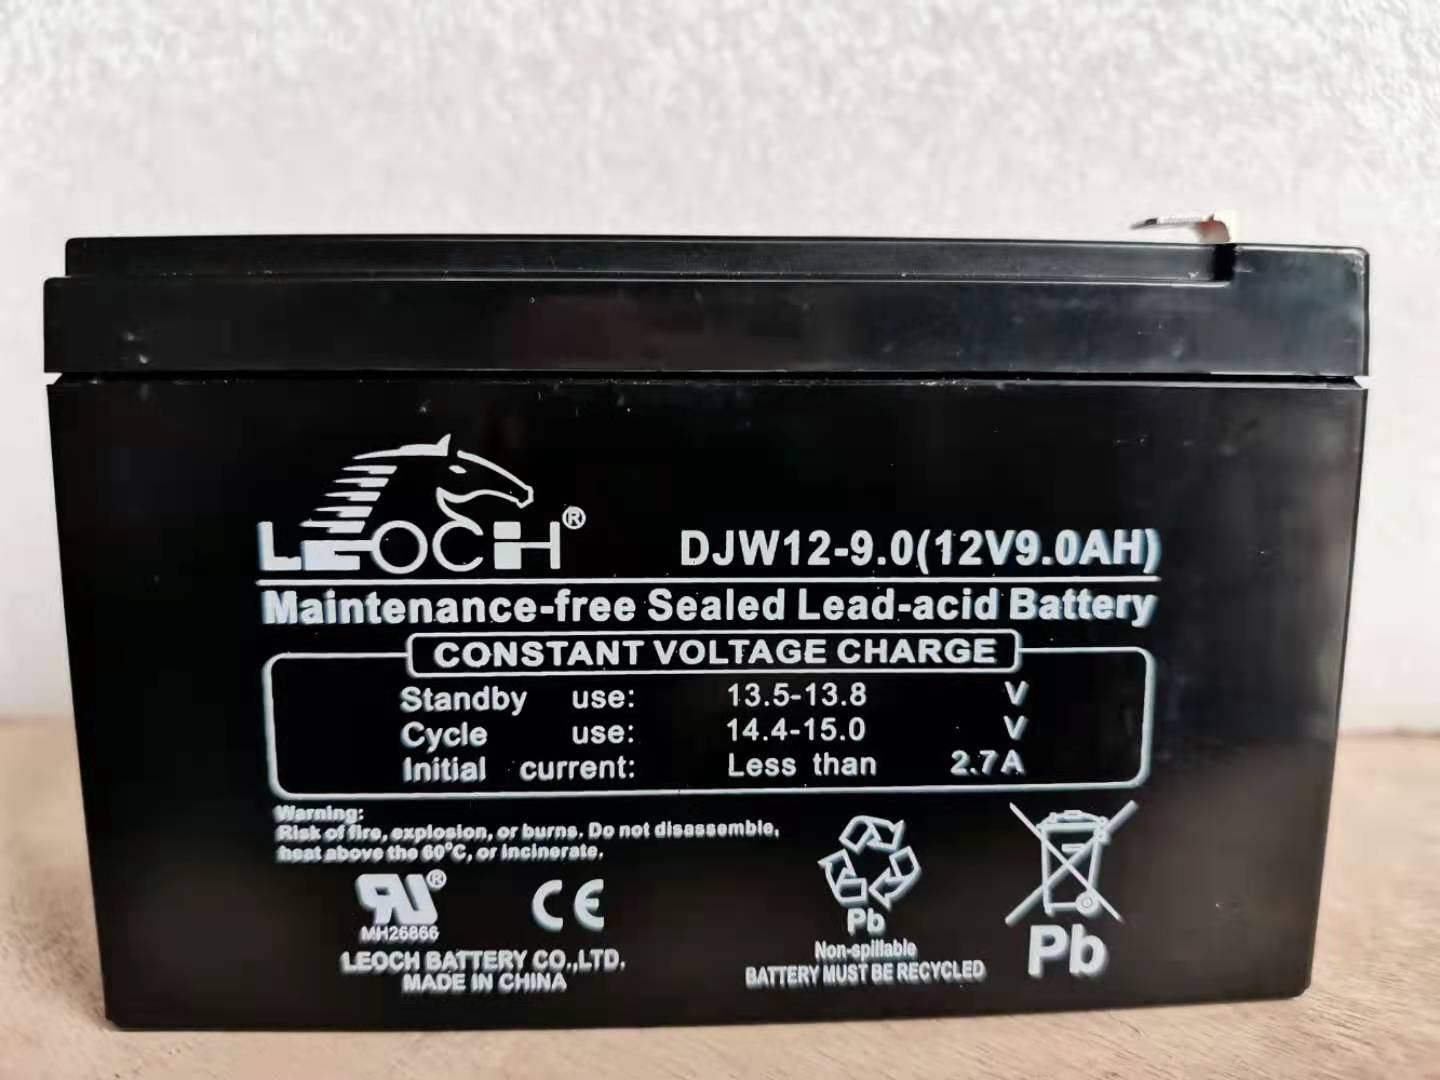 LEOCH®
DJW12-9.0(12V9.0AH)
Maintenance-free Sealed Lead-acid Battery
CONSTANT VOLTAGE CHARGE
Standby use: 13.5-13.8 V
Cycle use: 14.4-15.0 V
Initial current: Less than 2.7A
Warning:
Risk of fire, explosion, or burns. Do not disassemble,
heat above the 60°C, or incinerate.
RU®
MH26866
CE
LEOCH BATTERY CO.,LTD.
MADE IN CHINA
Pb
Non-spillable
BATTERY MUST BE RECYCLED
Pb